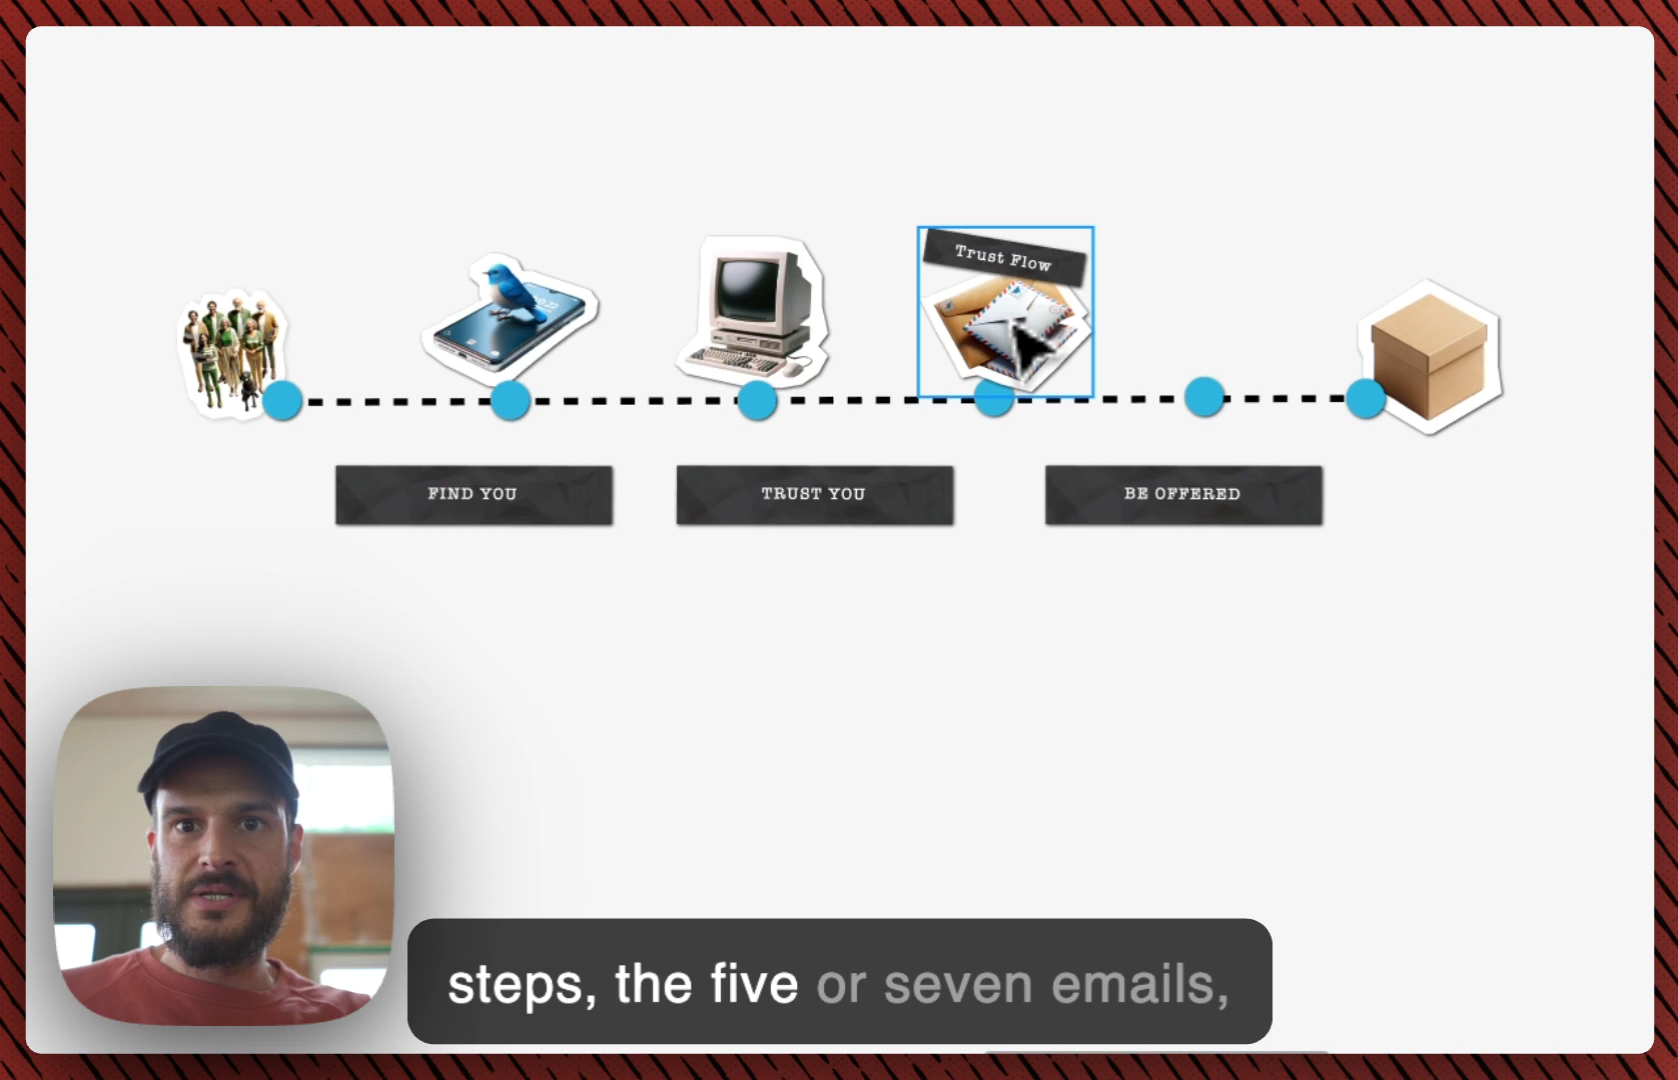 Trust Flow
FIND YOU
TRUST YOU
BE OFFERED
steps, the five or seven emails,